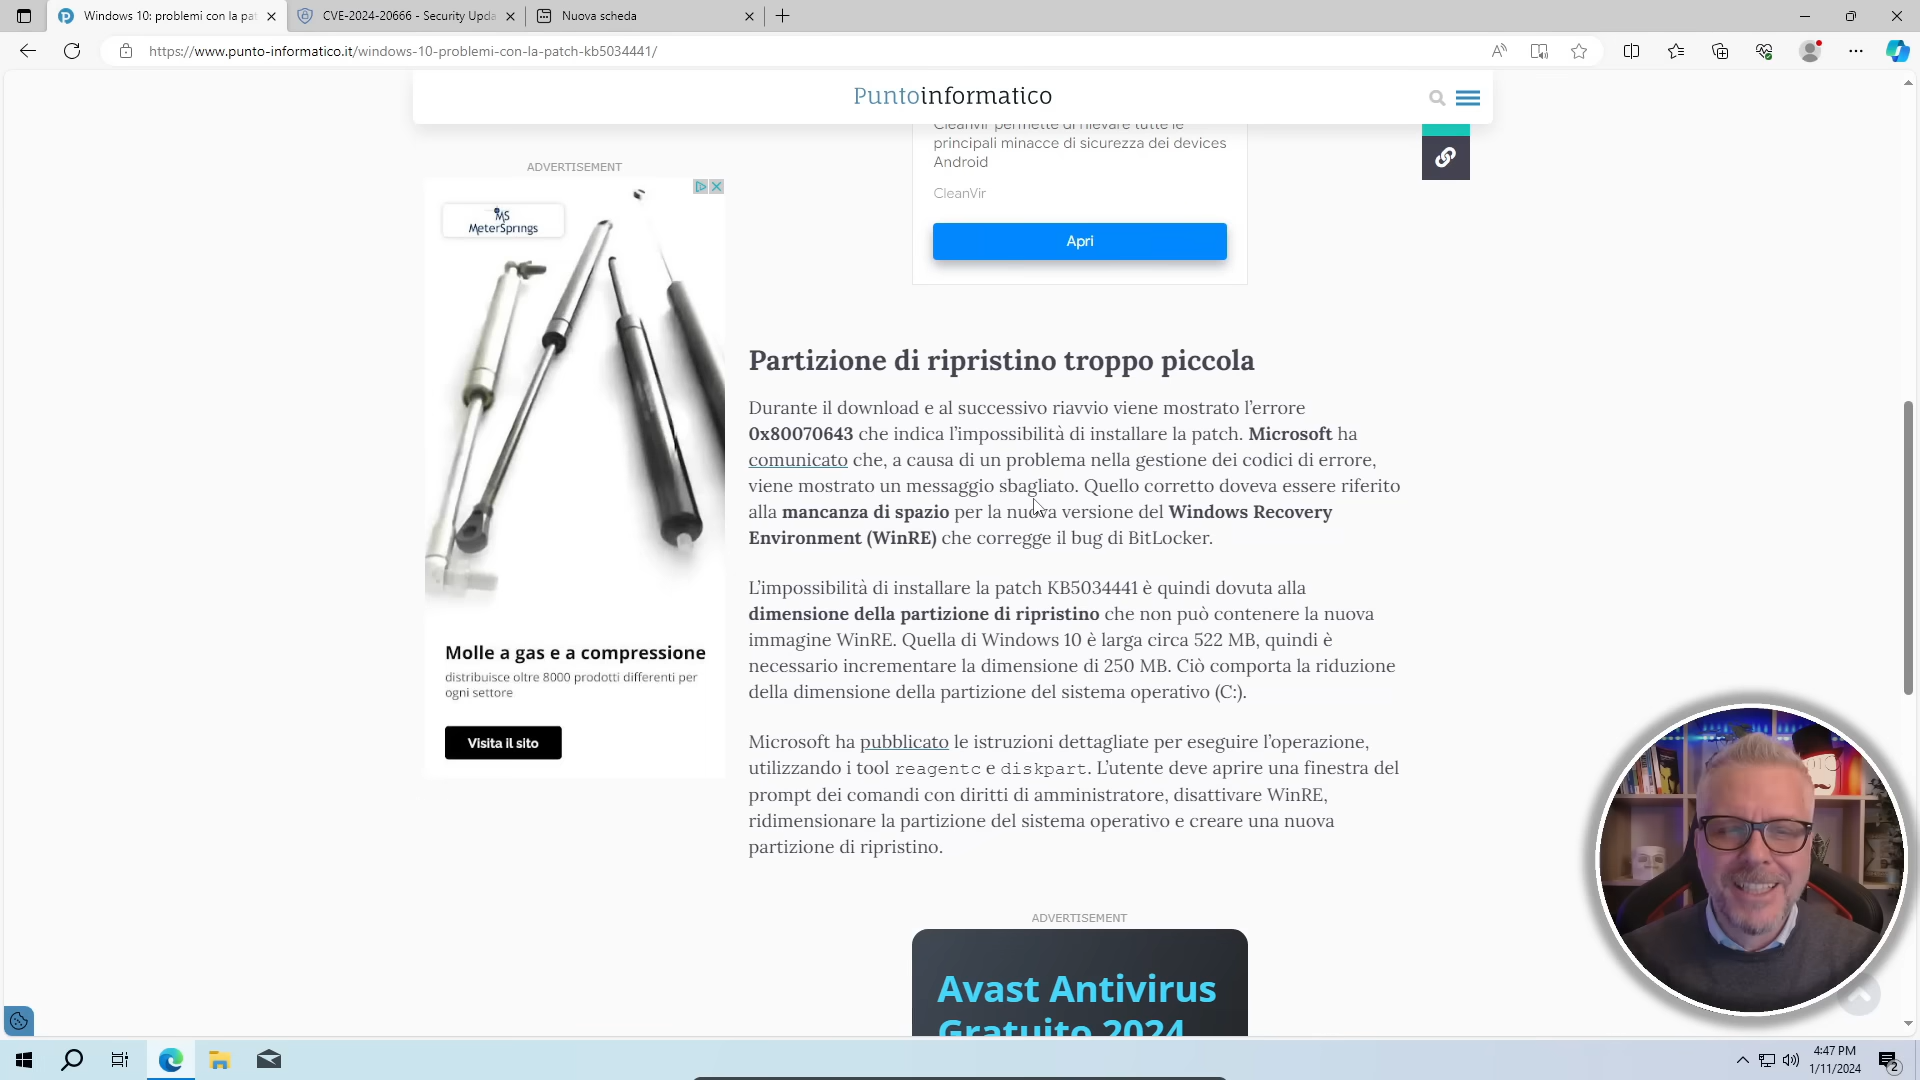 Windows 10: problemi con la pat
CVE-2024-20666 - Security Upda
Nuova scheda
https://www.punto-informatico.it/windows-10-problemi-con-la-patch-kb5034441/
Puntoinformatico
CleanVir permette di rilevare tutte le
principali minacce di sicurezza dei devices
Android
CleanVir
Apri
ADVERTISEMENT
MS
MeterSprings
Molle a gas e a compressione
distribuisce oltre 8000 prodotti differenti per
ogni settore
Visita il sito
Partizione di ripristino troppo piccola
Durante il download e al successivo riavvio viene mostrato l’errore
0x80070643 che indica l’impossibilità di installare la patch. Microsoft ha
comunicato che, a causa di un problema nella gestione dei codici di errore,
viene mostrato un messaggio sbagliato. Quello corretto doveva essere riferito
alla mancanza di spazio per la nuova versione del Windows Recovery
Environment (WinRE) che corregge il bug di BitLocker.
L’impossibilità di installare la patch KB5034441 è quindi dovuta alla
dimensione della partizione di ripristino che non può contenere la nuova
immagine WinRE. Quella di Windows 10 è larga circa 522 MB, quindi è
necessario incrementare la dimensione di 250 MB. Ciò comporta la riduzione
della dimensione della partizione del sistema operativo (C:).
Microsoft ha pubblicato le istruzioni dettagliate per eseguire l’operazione,
utilizzando i tool reagentc e diskpart. L’utente deve aprire una finestra del
prompt dei comandi con diritti di amministratore, disattivare WinRE,
ridimensionare la partizione del sistema operativo e creare una nuova
partizione di ripristino.
ADVERTISEMENT
Avast Antivirus
Gratuito 2024
4:47 PM
1/11/2024
2